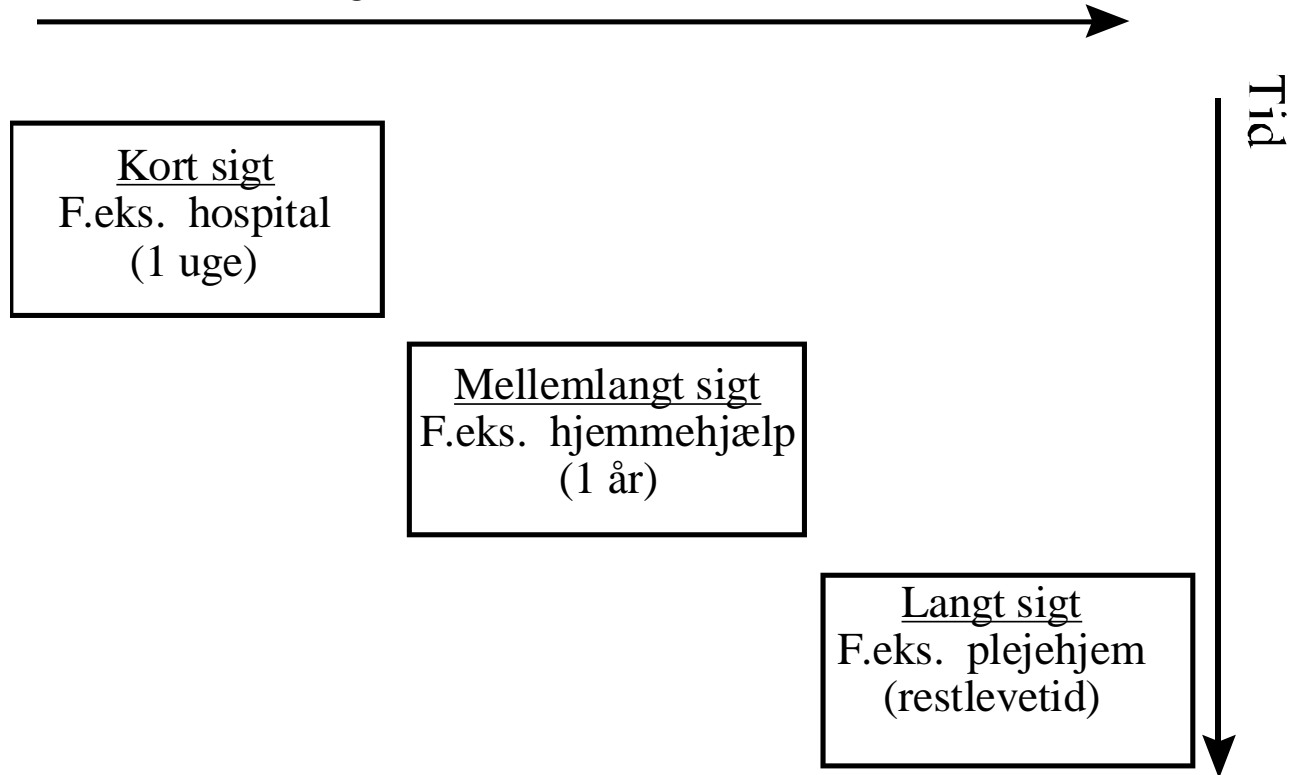 Tid
Kort sigt
F.eks. hospital
(1 uge)
Mellemlangt sigt
F.eks. hjemmehjælp
(1 år)
Langt sigt
F.eks. plejehjem
(restlevetid)